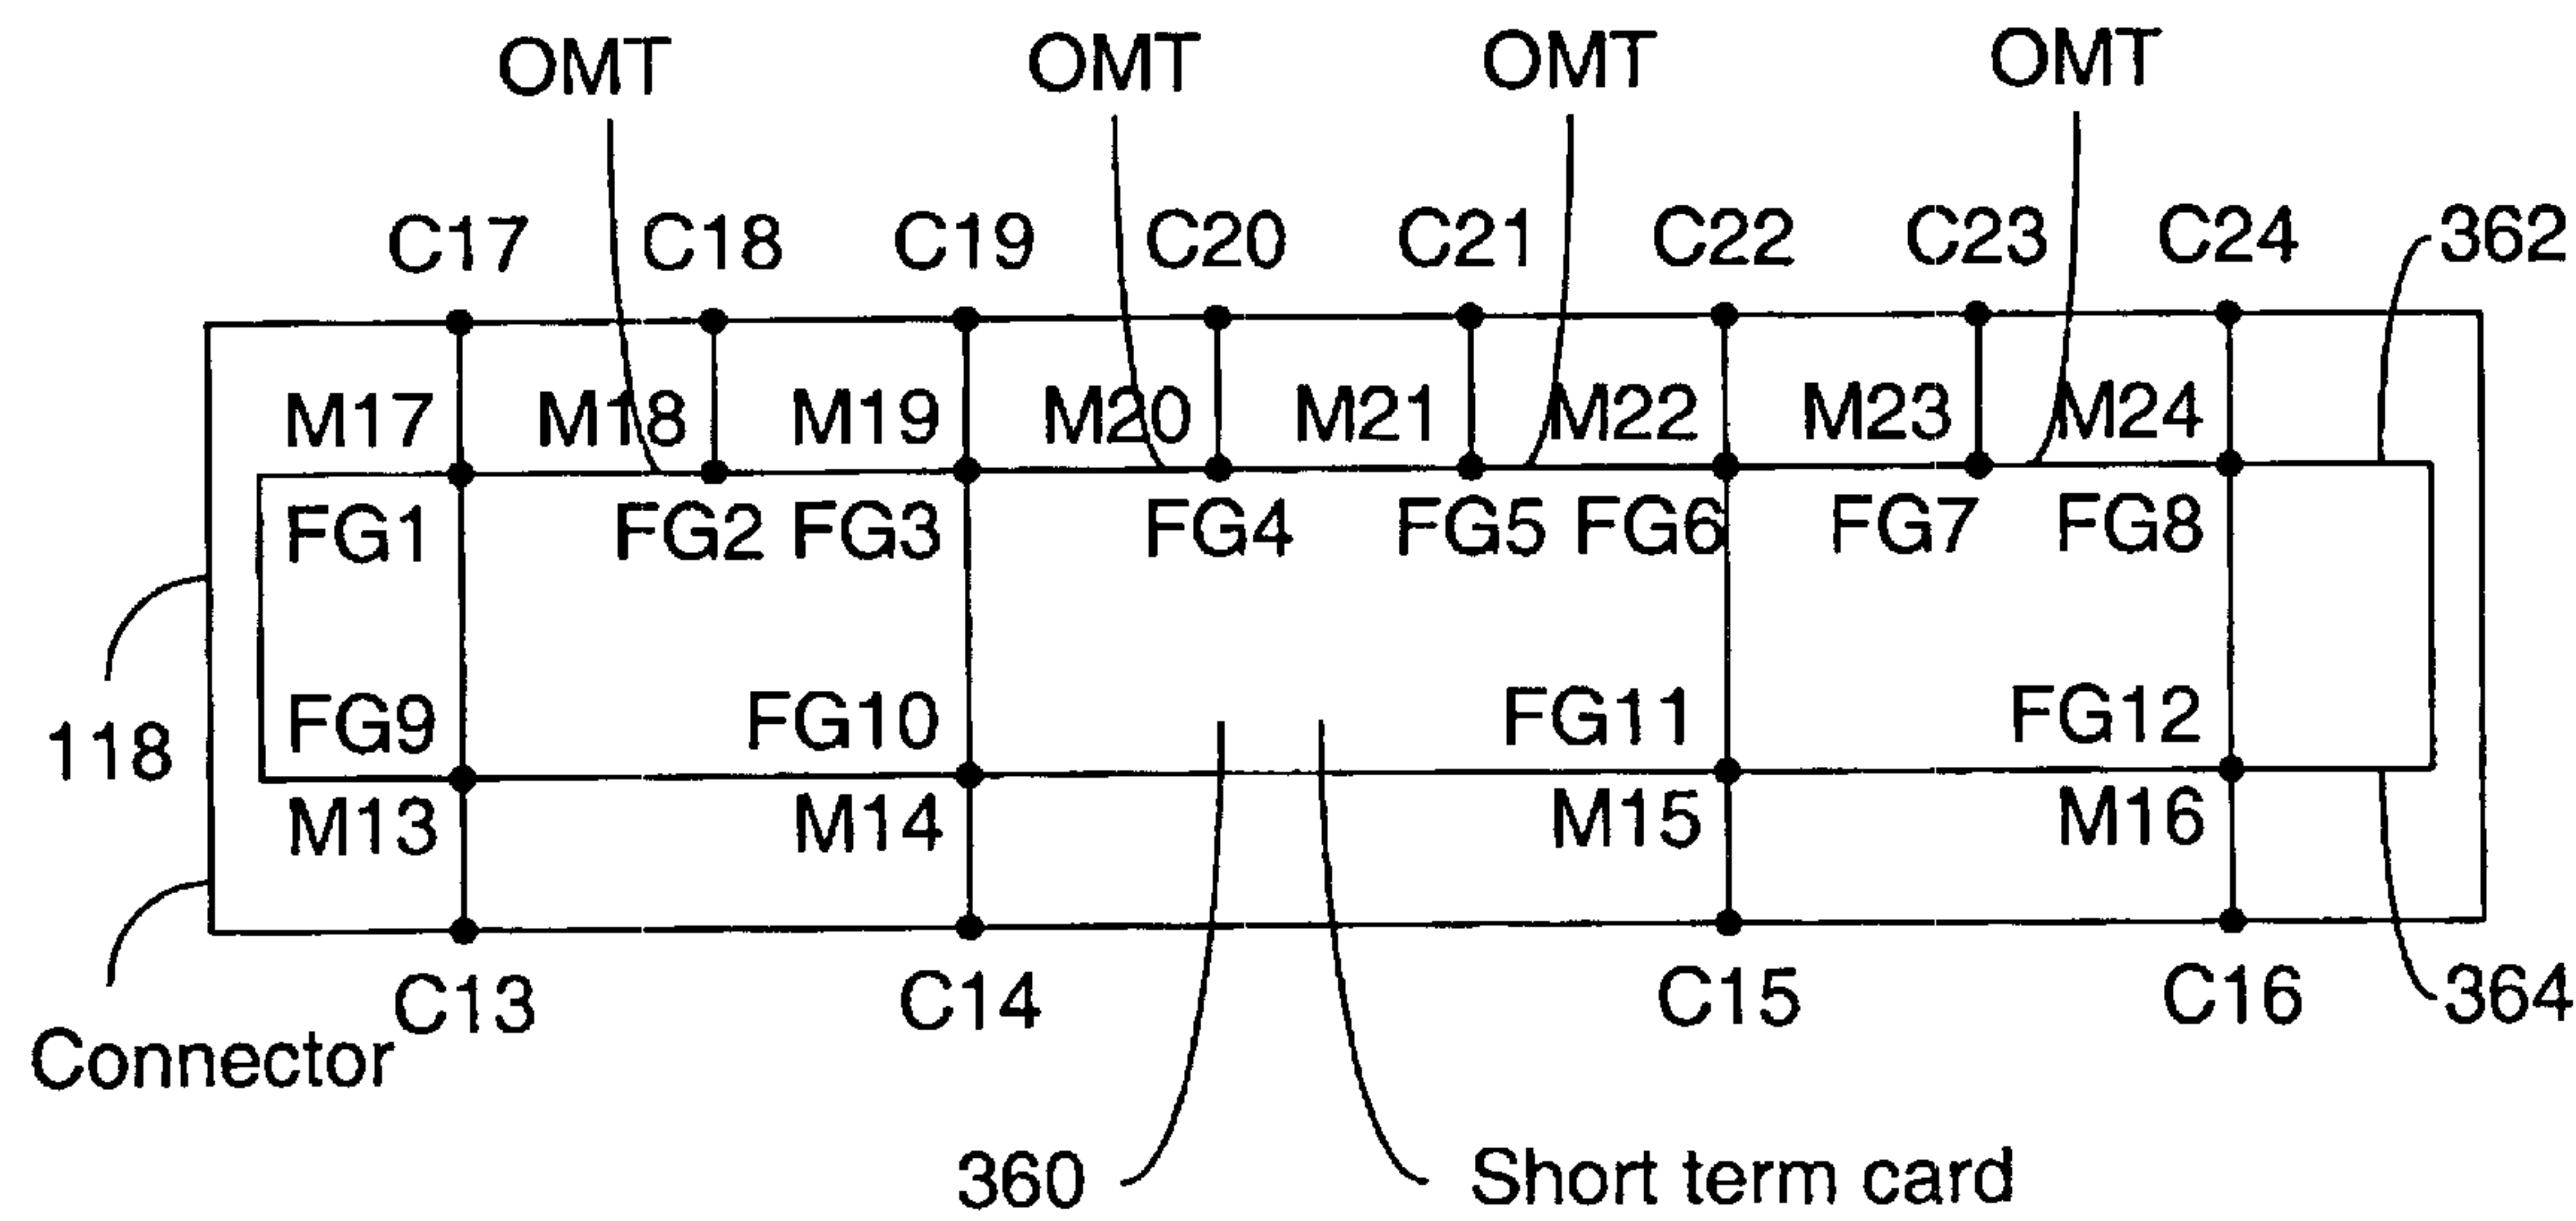 OMT OMT OMT OMT
C17 C18 C19 C20 C21 C22 C23 C24 362
M17 M18 M19 M20 M21 M22 M23 M24
FG1 FG2 FG3 FG4 FG5 FG6 FG7 FG8
118 FG9 FG10 FG11 FG12
M13 M14 M15 M16
Connector C13 C14 C15 C16 364
360 Short term card